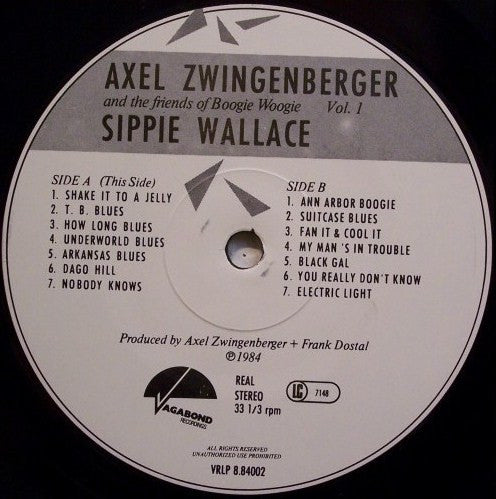 AXEL ZWINGENBERGER
and the friends of Boogie Woogie Vol. 1
SIPPIE WALLACE
SIDE A (This Side)
1. SHAKE IT TO A JELLY
2. T. B. BLUES
3. HOW LONG BLUES
4. UNDERWORLD BLUES
5. ARKANSAS BLUES
6. DAGO HILL
7. NOBODY KNOWS
SIDE B
1. ANN ARBOR BOOGIE
2. SUITCASE BLUES
3. FAN IT & COOL IT
4. MY MAN 'S IN TROUBLE
5. BLACK GAL
6. YOU REALLY DON'T KNOW
7. ELECTRIC LIGHT
Produced by Axel Zwingenberger + Frank Dostal
℗ 1984
VAGABOND
RECORDINGS
REAL
STEREO
33 1/3 rpm
LC 7148
ALL RIGHTS RESERVED
UNAUTHORIZED USE PROHIBITED
VRLP 8.84002